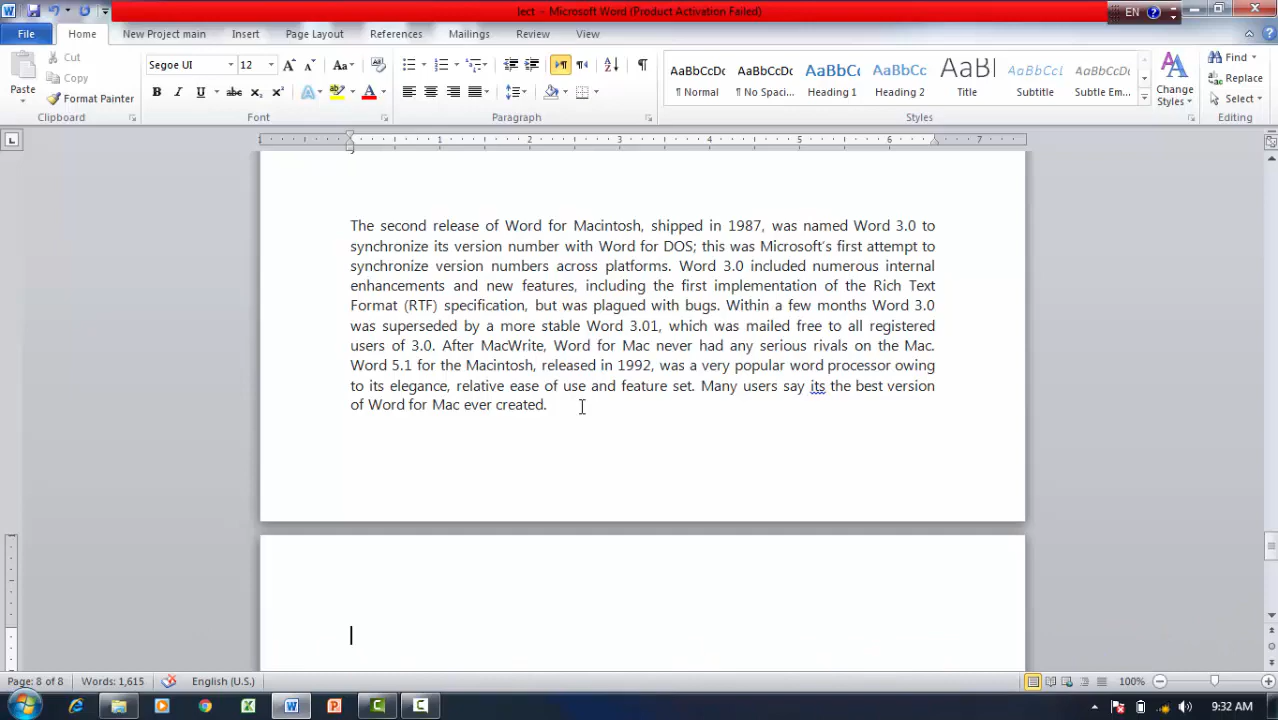 lect - Microsoft Word (Product Activation Failed)
EN
File Home New Project main Insert Page Layout References Mailings Review View
Cut
Copy
Format Painter
Paste
Clipboard
Segoe UI 12
Font
Paragraph
AaBbCcDc AaBbCcDc AaBbCc AaBbCc AaBl AaBbCcl AaBbCcDc
¶ Normal ¶ No Spaci... Heading 1 Heading 2 Title Subtitle Subtle Em...
Change
Styles
Styles
Find
Replace
Select
Editing
1 1 2 3 4 5 6 7
The second release of Word for Macintosh, shipped in 1987, was named Word 3.0 to
synchronize its version number with Word for DOS; this was Microsoft's first attempt to
synchronize version numbers across platforms. Word 3.0 included numerous internal
enhancements and new features, including the first implementation of the Rich Text
Format (RTF) specification, but was plagued with bugs. Within a few months Word 3.0
was superseded by a more stable Word 3.01, which was mailed free to all registered
users of 3.0. After MacWrite, Word for Mac never had any serious rivals on the Mac.
Word 5.1 for the Macintosh, released in 1992, was a very popular word processor owing
to its elegance, relative ease of use and feature set. Many users say its the best version
of Word for Mac ever created.
Page: 8 of 8 Words: 1,615 English (U.S.) 100%
9:32 AM